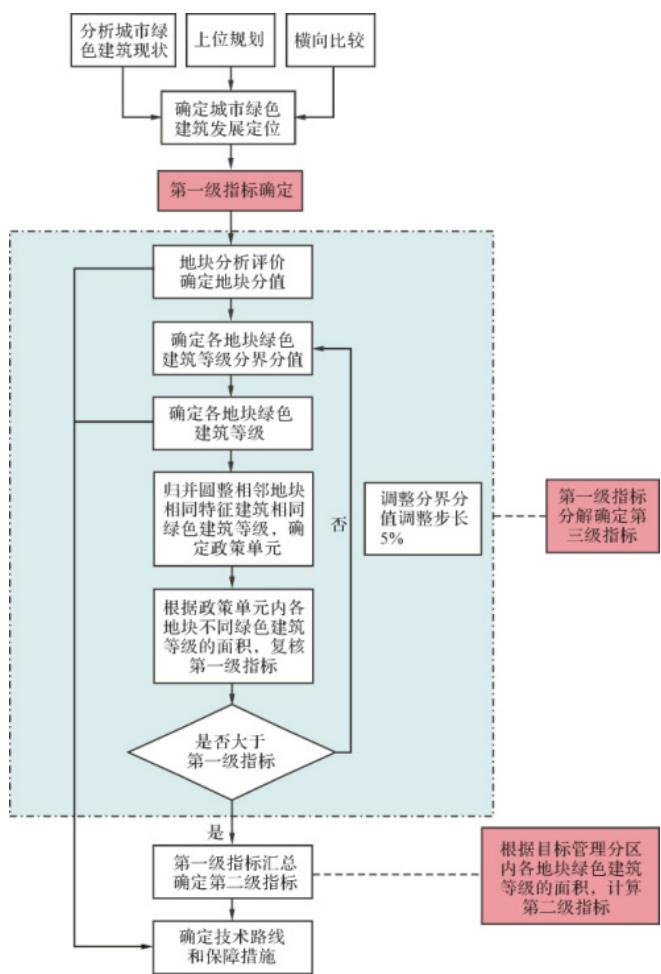 分析城市绿
色建筑现状
上位规划
横向比较
确定城市绿色
建筑发展定位
第一级指标确定
地块分析评价
确定地块分值
确定各地块绿色
建筑等级分界分值
确定各地块绿色
建筑等级
归并圆整相邻地块
相同特征建筑相同
绿色建筑等级，确
定政策单元
否
调整分界分
值调整步长
5%
第一级指标
分解确定第
三级指标
根据政策单元内各
地块不同绿色建筑
等级的面积，复核
第一级指标
是否大于
第一级指标
是
第一级指标汇总
确定第二级指标
根据目标管理分区
内各地块绿色建筑
等级的面积，计算
第二级指标
确定技术路线
和保障措施